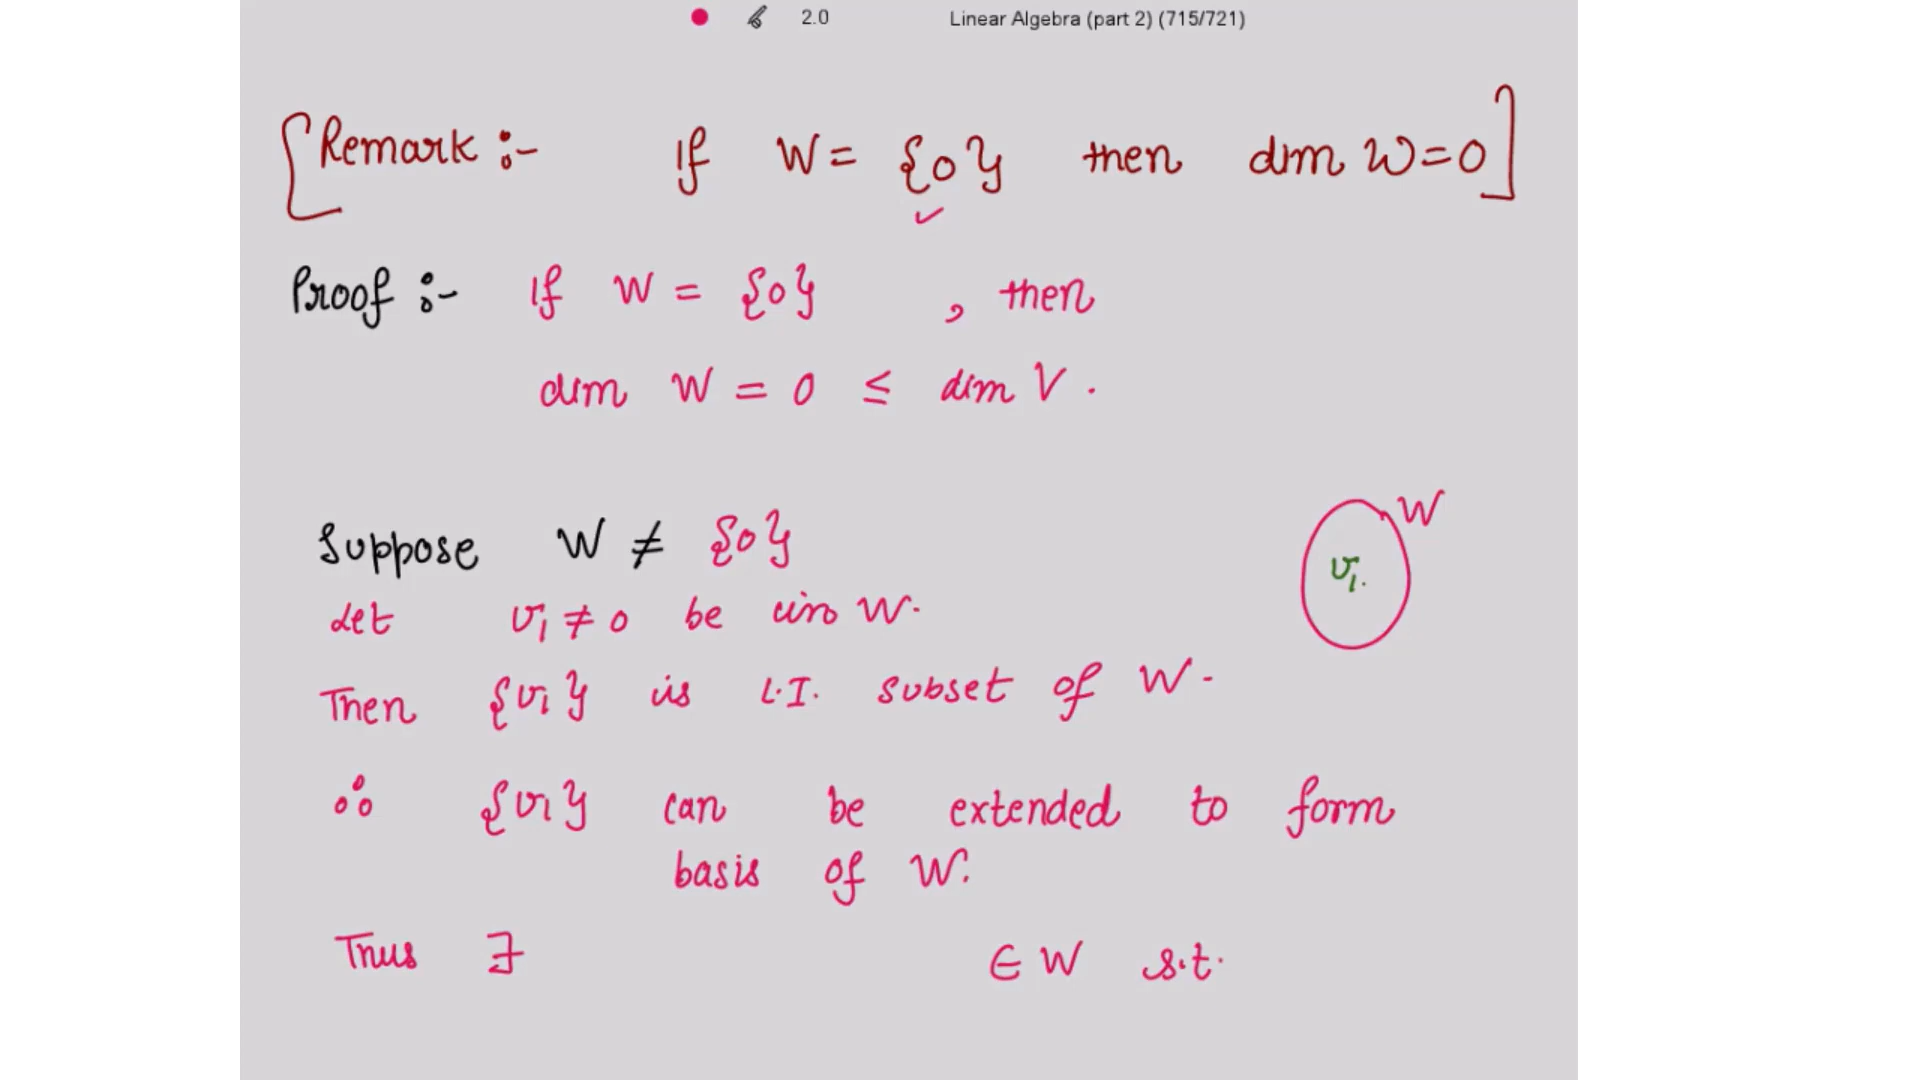 2.0 Linear Algebra (part 2) (715/721)
[Remark :- If W = {0} then dim W = 0]
Proof :- If W = {0} , then
dim W = 0 ≤ dim V.
Suppose W ≠ {0}
W
v₁.
Let v₁ ≠ 0 be in W.
Then {v₁} is L.I. subset of W.
∴ {v₁} can be extended to form
basis of W.
Thus ∃ ∈ W s.t.